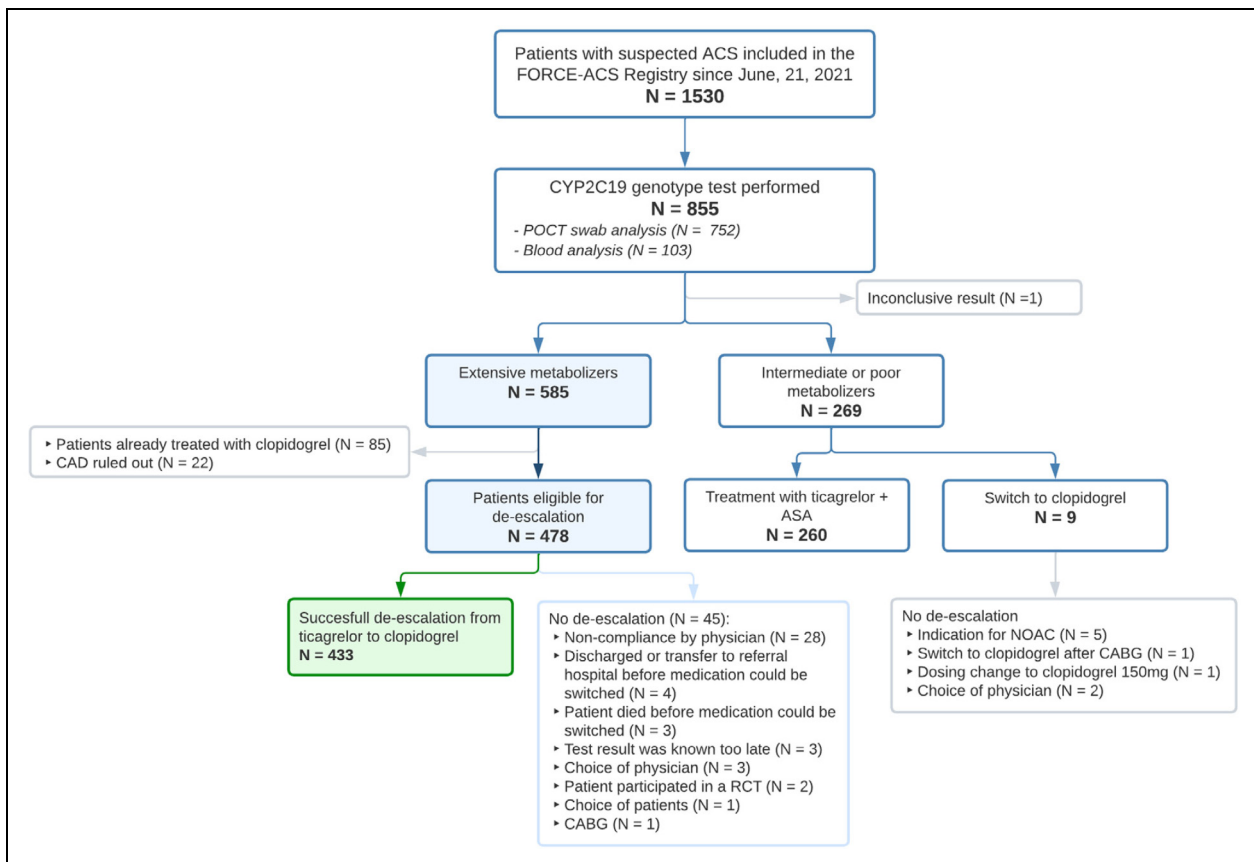 Patients with suspected ACS included in the
FORCE-ACS Registry since June, 21, 2021
N = 1530
CYP2C19 genotype test performed
N = 855
- POCT swab analysis (N =  752)
- Blood analysis (N = 103)
Inconclusive result (N =1)
Extensive metabolizers
N = 585
Intermediate or poor
metabolizers
N = 269
‣ Patients already treated with clopidogrel (N = 85)
‣ CAD ruled out (N = 22)
Patients eligible for
de-escalation
N = 478
Treatment with ticagrelor +
ASA
N = 260
Switch to clopidogrel
N = 9
Succesfull de-escalation from
ticagrelor to clopidogrel
N = 433
No de-escalation (N = 45):
‣ Non-compliance by physician (N = 28)
‣ Discharged or transfer to referral
hospital before medication could be
switched (N = 4)
‣ Patient died before medication could be
switched (N = 3)
‣ Test result was known too late (N = 3)
‣ Choice of physician (N = 3)
‣ Patient participated in a RCT (N = 2)
‣ Choice of patients (N = 1)
‣ CABG (N = 1)
No de-escalation
‣ Indication for NOAC (N = 5)
‣ Switch to clopidogrel after CABG (N = 1)
‣ Dosing change to clopidogrel 150mg (N = 1)
‣ Choice of physician (N = 2)